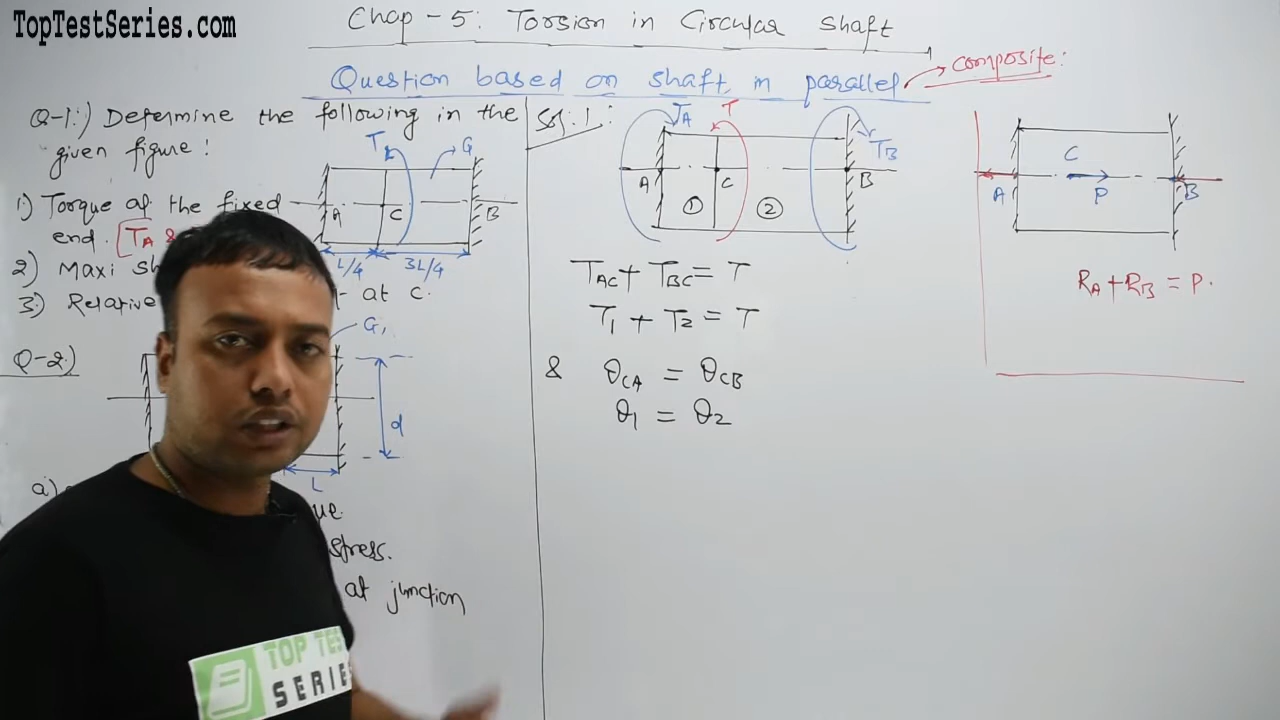 TopTestSeries.com
Chap-5: Torsion in Circular shaft
Question based on shaft in parallel
composite:
Q-1:) Determine the following in the
given figure:
T
G
A
C
B
L/4
3L/4
1.) Torque at the fixed
end. [TA &
2) Maxi sh
3.) Relative
at C.
Q-2)
G1
d
L
a)
ue.
stress.
at junction
Sol:1:
TA
T
TB
A
C
B
①
②
TAC + TBC = T
T1 + T2 = T
& θCA = θCB
θ1 = θ2
A
C
P
B
RA + RB = P.
TOP TES
SERIES